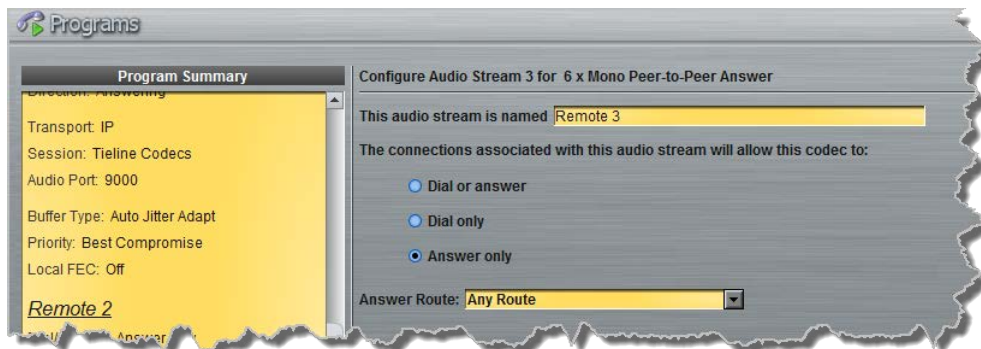 Programs
Program Summary
Direction: Answering
Transport: IP
Session: Tieline Codecs
Audio Port: 9000
Buffer Type: Auto Jitter Adapt
Priority: Best Compromise
Local FEC: Off
Remote 2
Answer
Configure Audio Stream 3 for 6 x Mono Peer-to-Peer Answer
This audio stream is named Remote 3
The connections associated with this audio stream will allow this codec to:
Dial or answer
Dial only
Answer only
Answer Route: Any Route